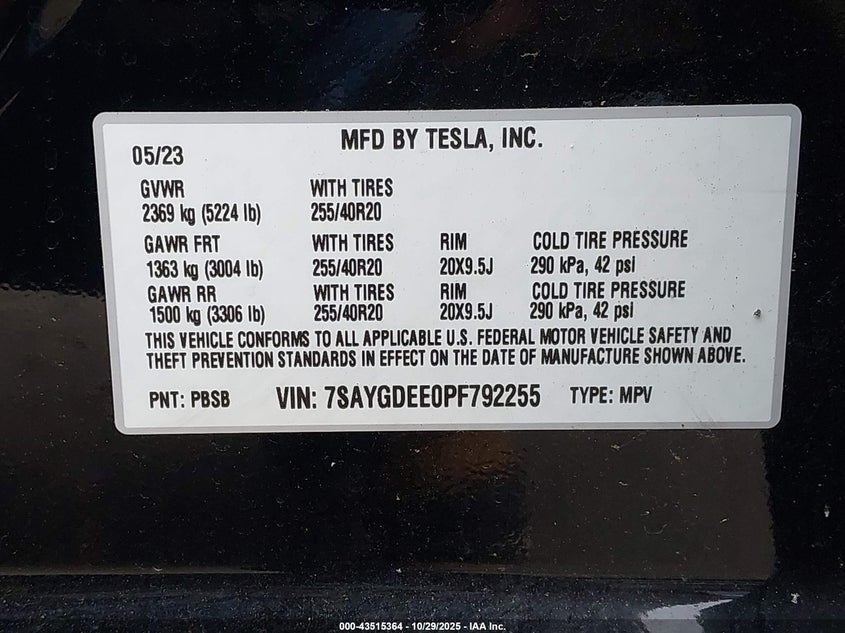 05/23 MFD BY TESLA, INC.
GVWR WITH TIRES
2369 kg (5224 lb) 255/40R20
GAWR FRT WITH TIRES RIM COLD TIRE PRESSURE
1363 kg (3004 lb) 255/40R20 20X9.5J 290 kPa, 42 psi
GAWR RR WITH TIRES RIM COLD TIRE PRESSURE
1500 kg (3306 lb) 255/40R20 20X9.5J 290 kPa, 42 psi
THIS VEHICLE CONFORMS TO ALL APPLICABLE U.S. FEDERAL MOTOR VEHICLE SAFETY AND
THEFT PREVENTION STANDARDS IN EFFECT ON THE DATE OF MANUFACTURE SHOWN ABOVE.
PNT: PBSB VIN: 7SAYGDEE0PF792255 TYPE: MPV
000-43515364 - 10/29/2025 - IAA Inc.